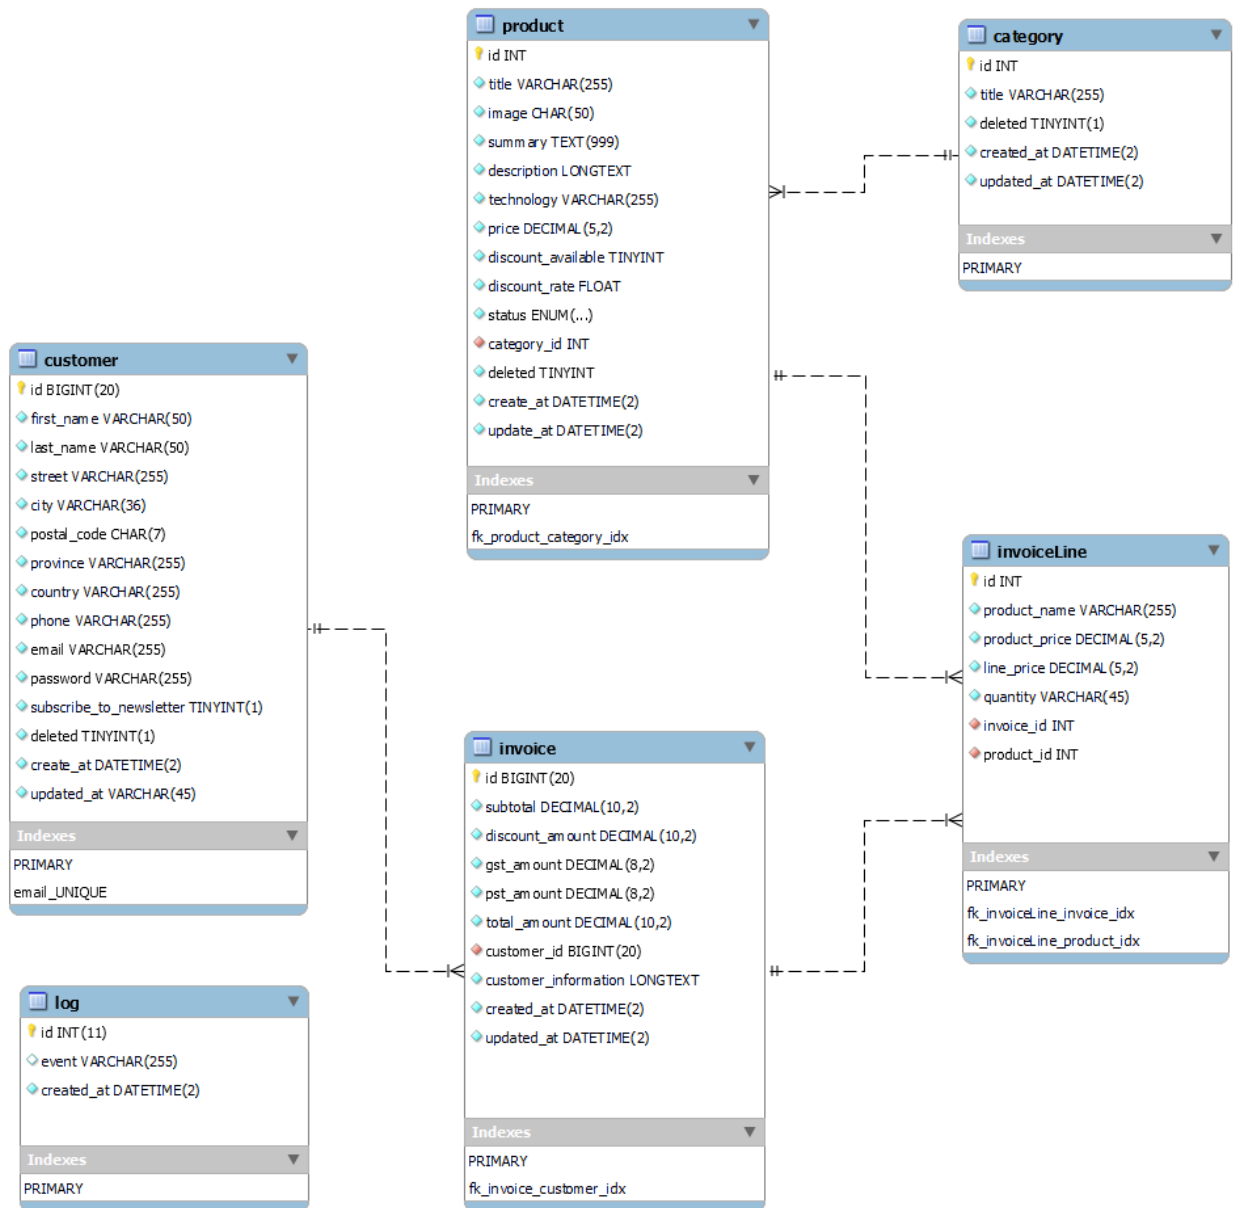 product
id INT
title VARCHAR(255)
image CHAR(50)
summary TEXT(999)
description LONGTEXT
technology VARCHAR(255)
price DECIMAL(5,2)
discount_available TINYINT
discount_rate FLOAT
status ENUM(...)
category_id INT
deleted TINYINT
create_at DATETIME(2)
update_at DATETIME(2)
Indexes
PRIMARY
fk_product_category_idx
category
id INT
title VARCHAR(255)
deleted TINYINT(1)
created_at DATETIME(2)
updated_at DATETIME(2)
Indexes
PRIMARY
customer
id BIGINT(20)
first_name VARCHAR(50)
last_name VARCHAR(50)
street VARCHAR(255)
city VARCHAR(36)
postal_code CHAR(7)
province VARCHAR(255)
country VARCHAR(255)
phone VARCHAR(255)
email VARCHAR(255)
password VARCHAR(255)
subscribe_to_newsletter TINYINT(1)
deleted TINYINT(1)
create_at DATETIME(2)
updated_at VARCHAR(45)
Indexes
PRIMARY
email_UNIQUE
invoiceLine
id INT
product_name VARCHAR(255)
product_price DECIMAL(5,2)
line_price DECIMAL(5,2)
quantity VARCHAR(45)
invoice_id INT
product_id INT
Indexes
PRIMARY
fk_invoiceLine_invoice_idx
fk_invoiceLine_product_idx
invoice
id BIGINT(20)
subtotal DECIMAL(10,2)
discount_amount DECIMAL(10,2)
gst_amount DECIMAL(8,2)
pst_amount DECIMAL(8,2)
total_amount DECIMAL(10,2)
customer_id BIGINT(20)
customer_information LONGTEXT
created_at DATETIME(2)
updated_at DATETIME(2)
Indexes
PRIMARY
fk_invoice_customer_idx
log
id INT(11)
event VARCHAR(255)
created_at DATETIME(2)
Indexes
PRIMARY